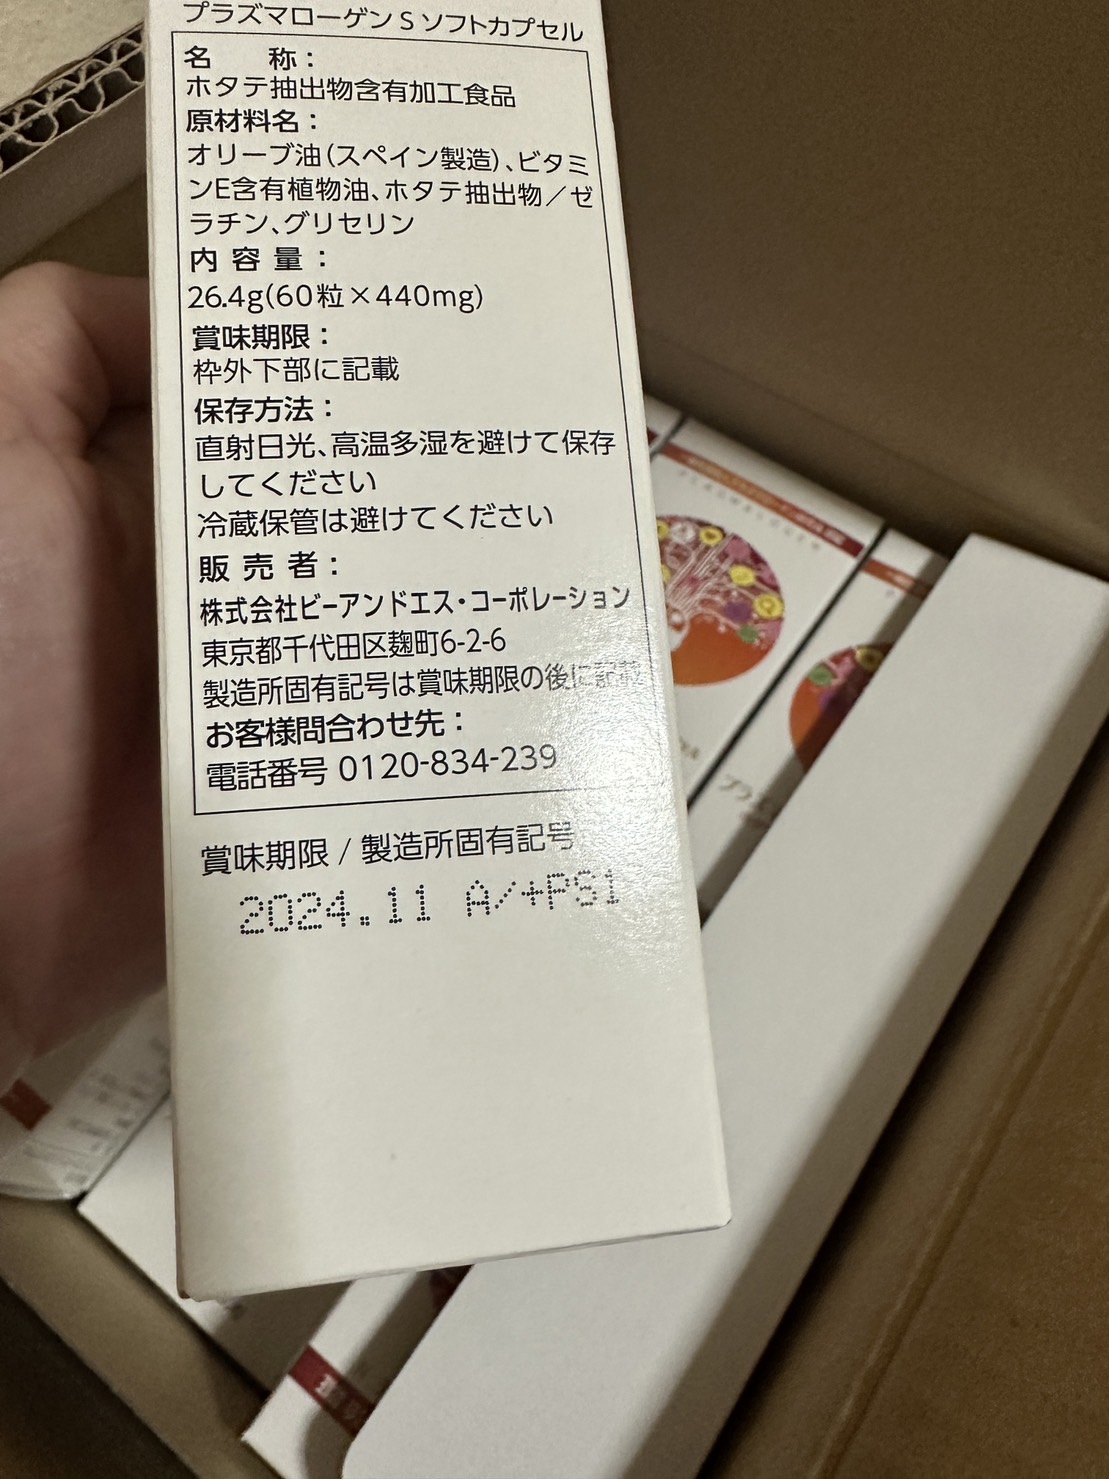 プラズマローゲンSソフトカプセル
名　　称：
ホタテ抽出物含有加工食品
原材料名：
オリーブ油(スペイン製造)、ビタミ
ンE含有植物油、ホタテ抽出物／ゼ
ラチン、グリセリン
内 容 量：
26.4g(60粒×440mg)
賞味期限：
枠外下部に記載
保存方法：
直射日光、高温多湿を避けて保存
してください
冷蔵保管は避けてください
販 売 者：
株式会社ビーアンドエス・コーポレーション
東京都千代田区麹町6-2-6
製造所固有記号は賞味期限の後に記載
お客様問合わせ先：
電話番号 0120-834-239
賞味期限 / 製造所固有記号
2024.11 A/+PS1